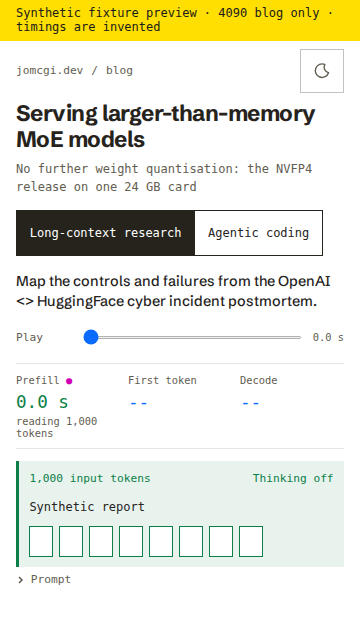 Synthetic fixture preview · 4090 blog only ·
timings are invented
jomcgi.dev / blog
Serving larger-than-memory
MoE models
No further weight quantisation: the NVFP4
release on one 24 GB card
Long-context research
Agentic coding
Map the controls and failures from the OpenAI
<> HuggingFace cyber incident postmortem.
Play
0.0 s
Prefill
First token
Decode
0.0 s
--
--
reading 1,000
tokens
1,000 input tokens
Thinking off
Synthetic report
Prompt